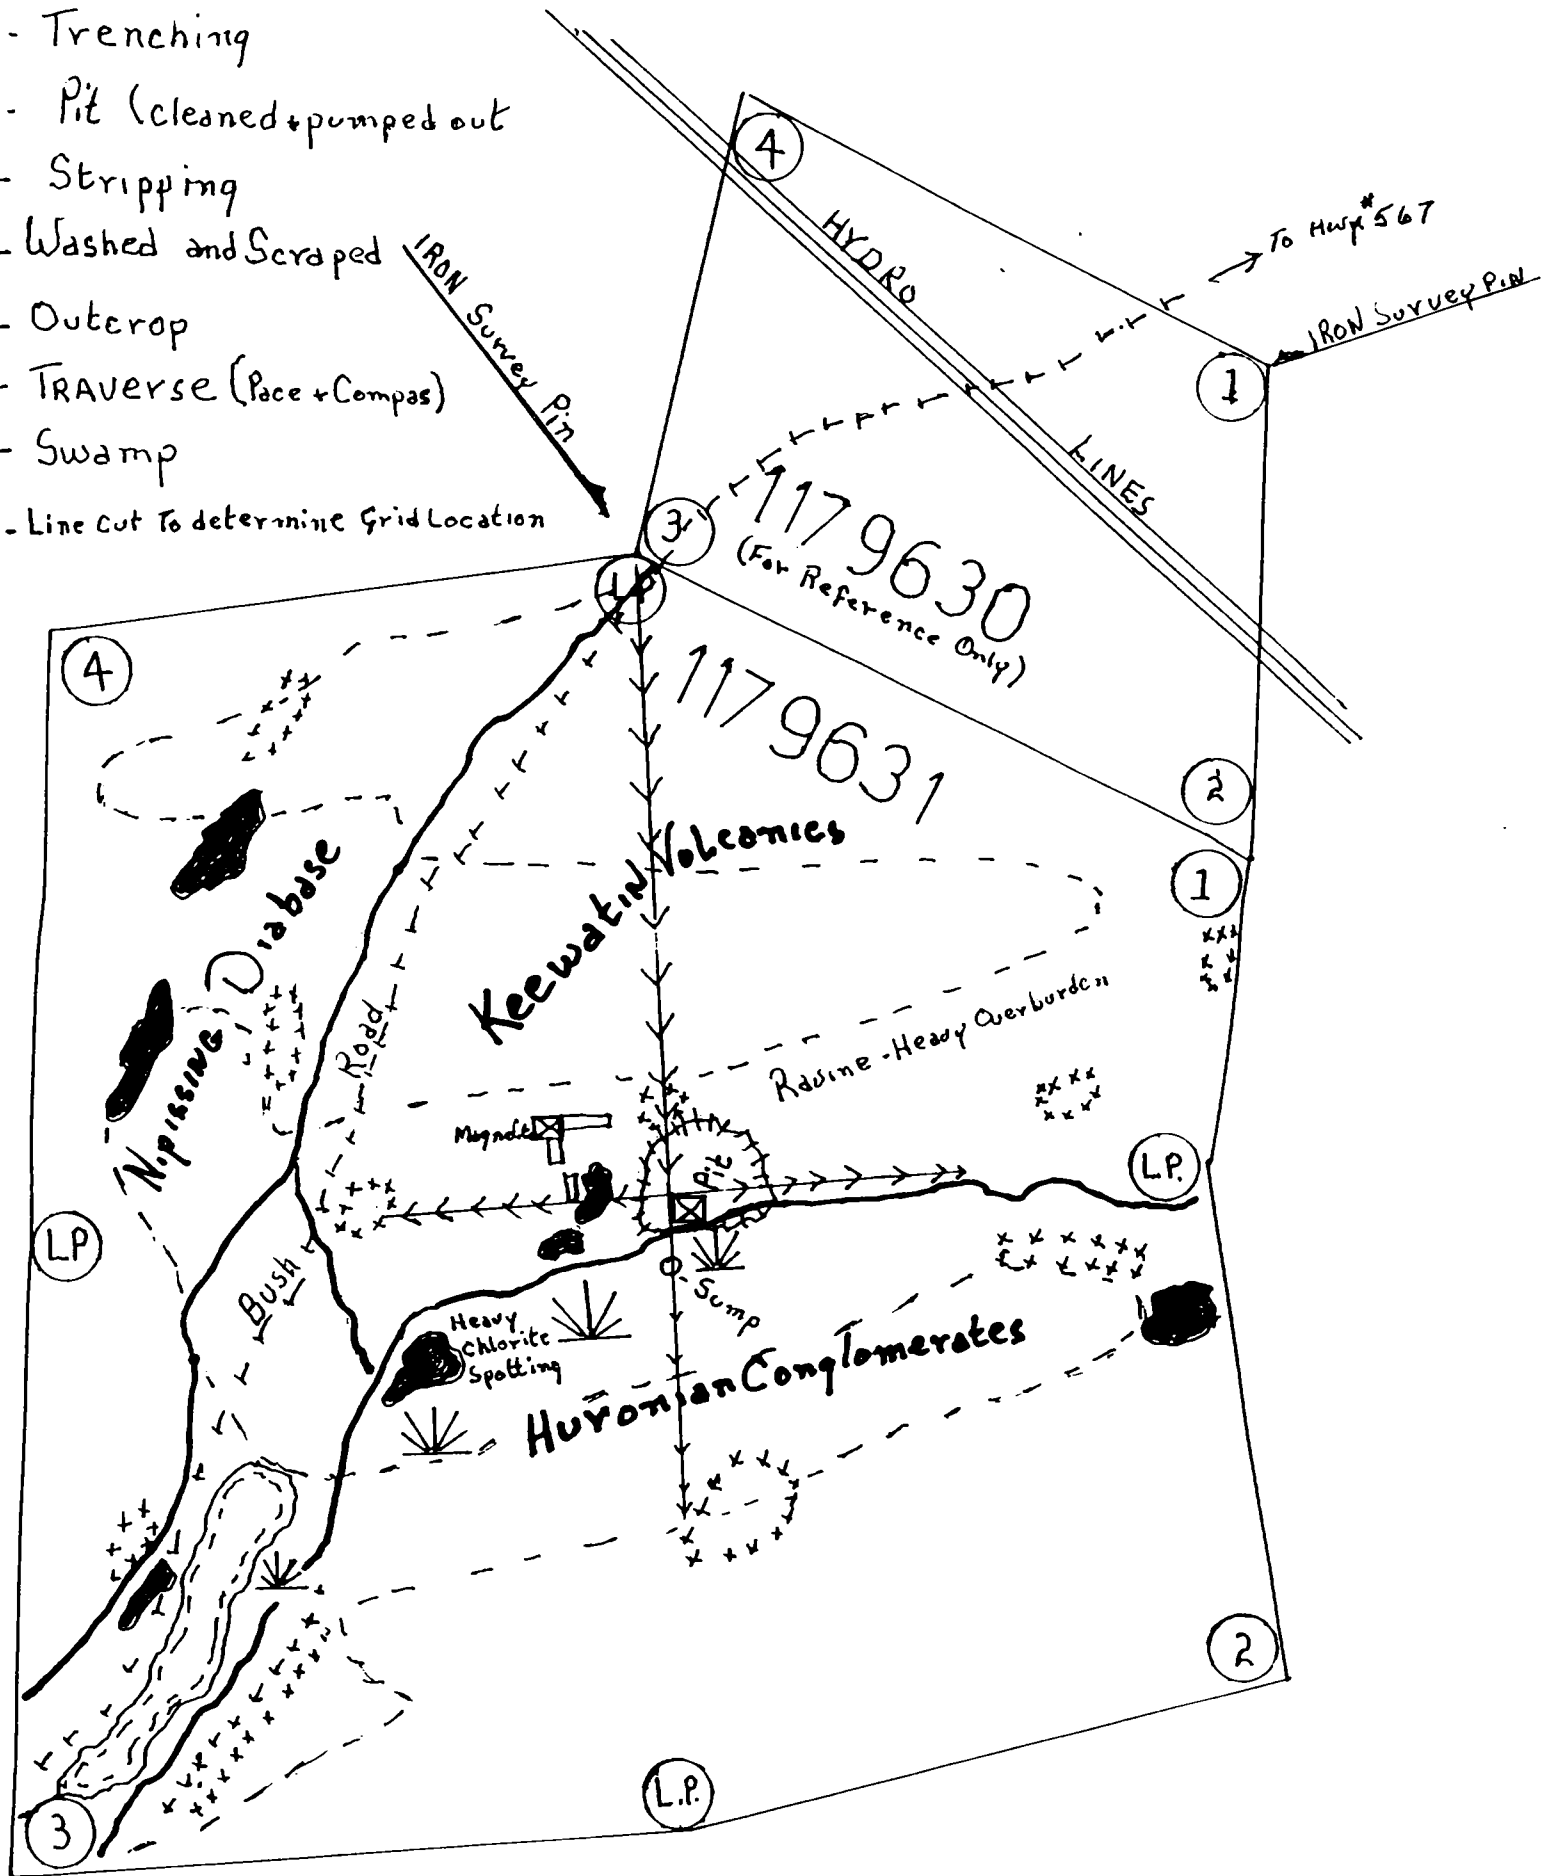 - Trenching
- Pit (cleaned + pumped out
- Stripping
- Washed and Scraped
- Outcrop
- TRAVerse (Pace + Compas)
- Swamp
- Line cut To determine Grid Location
IRON Survey Pin
4
HYDRO
LINES
To Hwy #567
IRON Survey PiN
1
3
1179630
(For Reference Only)
2
4
1179631
1
Nipissing Diabase
Keewatin Volcanics
Road
Ravine - Heavy Overburden
Pit
L.P.
LP
Bush
Sump
Heavy
Chlorite
Spotting
Huronian Conglomerates
2
L.P.
3